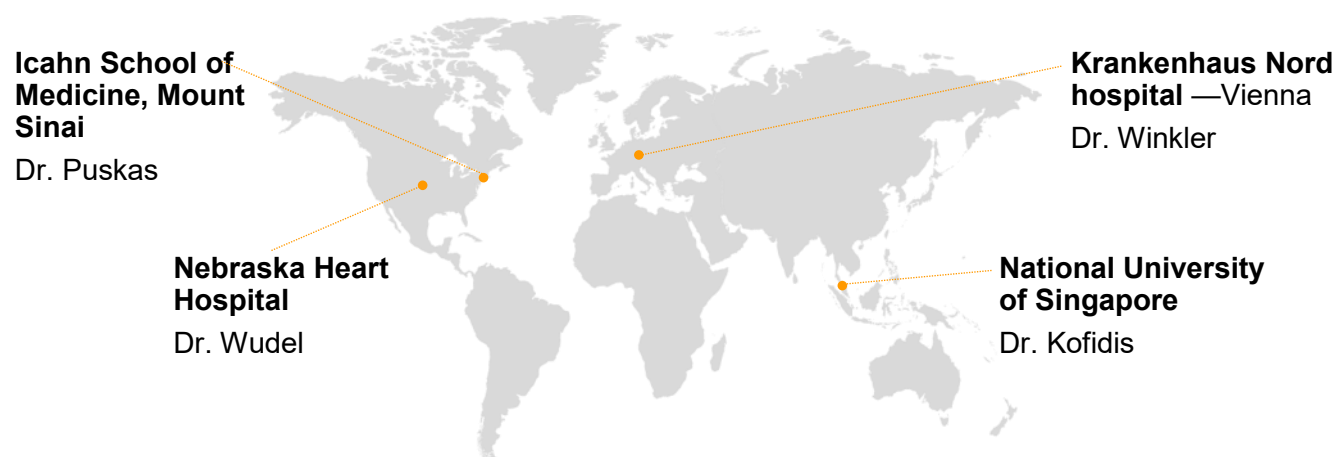 Icahn School of
Medicine, Mount
Sinai
Dr. Puskas
Krankenhaus Nord
hospital —Vienna
Dr. Winkler
Nebraska Heart
Hospital
Dr. Wudel
National University
of Singapore
Dr. Kofidis